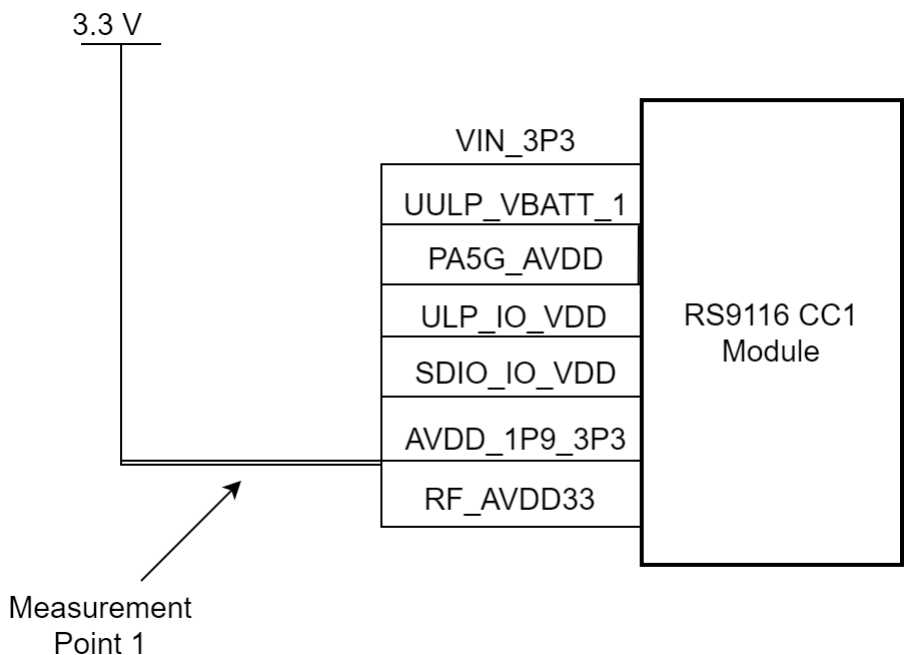 3.3 V
VIN_3P3
UULP_VBATT_1
PA5G_AVDD
ULP_IO_VDD
SDIO_IO_VDD
AVDD_1P9_3P3
RF_AVDD33
RS9116 CC1
Module
Measurement
Point 1